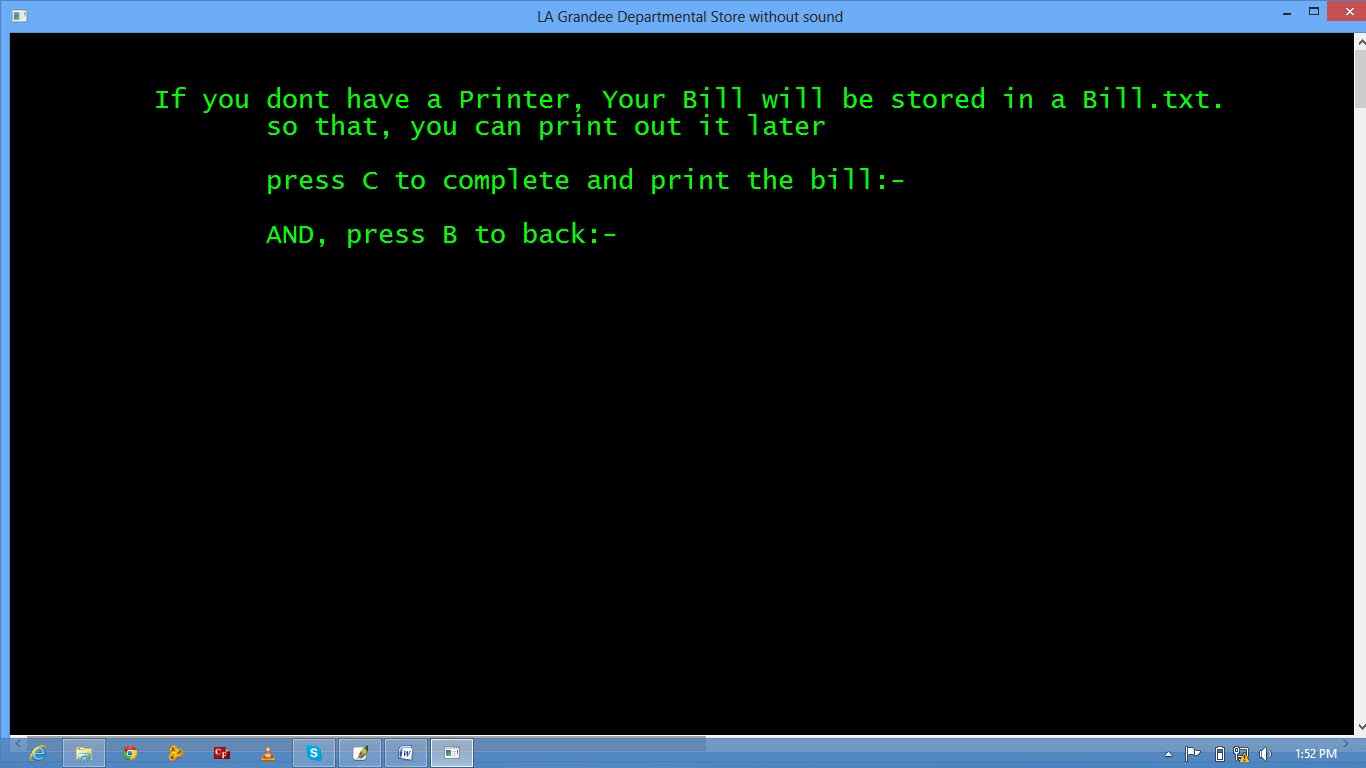 LA Grandee Departmental Store without sound
If you dont have a Printer, Your Bill will be stored in a Bill.txt.
so that, you can print out it later
press C to complete and print the bill:-
AND, press B to back:-
1:52 PM